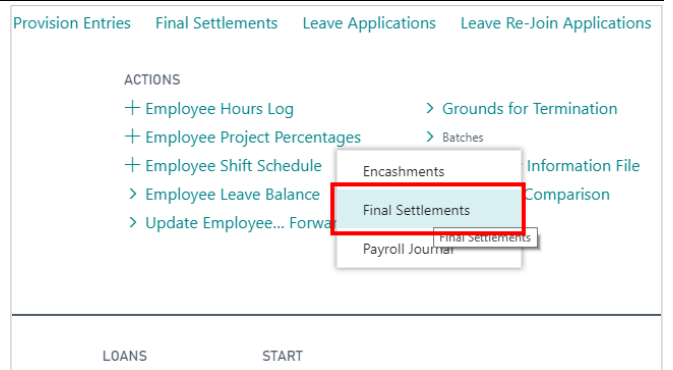 Provision Entries Final Settlements Leave Applications Leave Re-Join Applications
ACTIONS
+ Employee Hours Log
> Grounds for Termination
+ Employee Project Percentages
> Batches
+ Employee Shift Schedule
Encashments
Information File
> Employee Leave Balance
Final Settlements
Comparison
> Update Employee... Forwa
Final Settlements
Payroll Journal
LOANS START